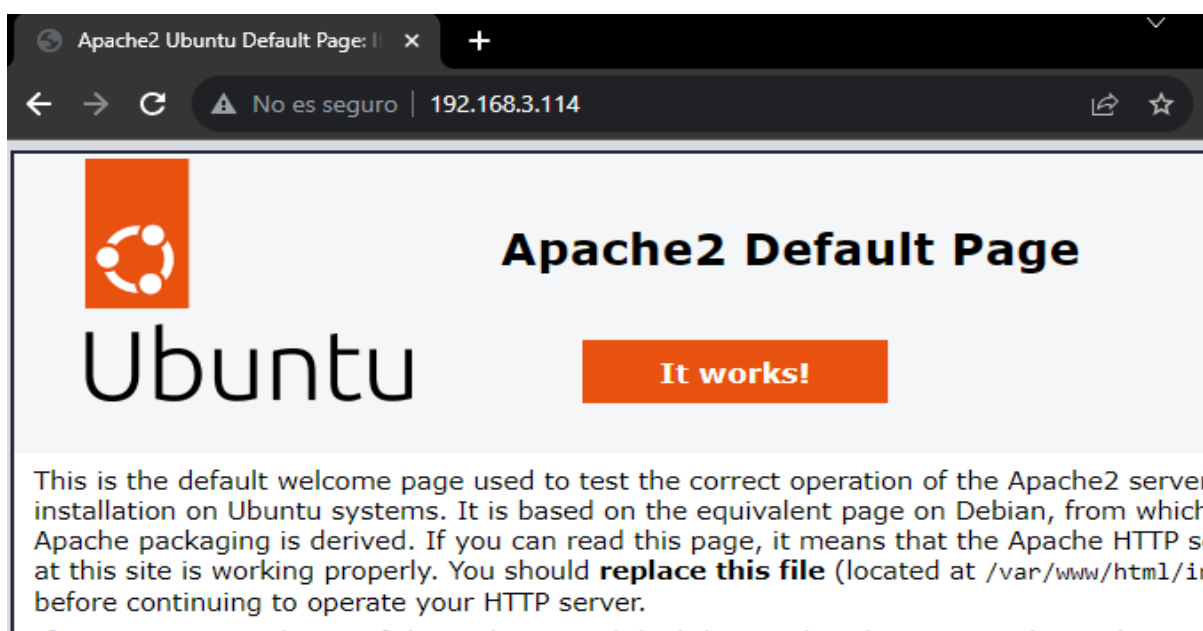 Apache2 Ubuntu Default Page:
No es seguro 192.168.3.114
Apache2 Default Page
Ubuntu
It works!
This is the default welcome page used to test the correct operation of the Apache2 server
installation on Ubuntu systems. It is based on the equivalent page on Debian, from which
Apache packaging is derived. If you can read this page, it means that the Apache HTTP
at this site is working properly. You should replace this file (located at /var/www/html/
before continuing to operate your HTTP server.